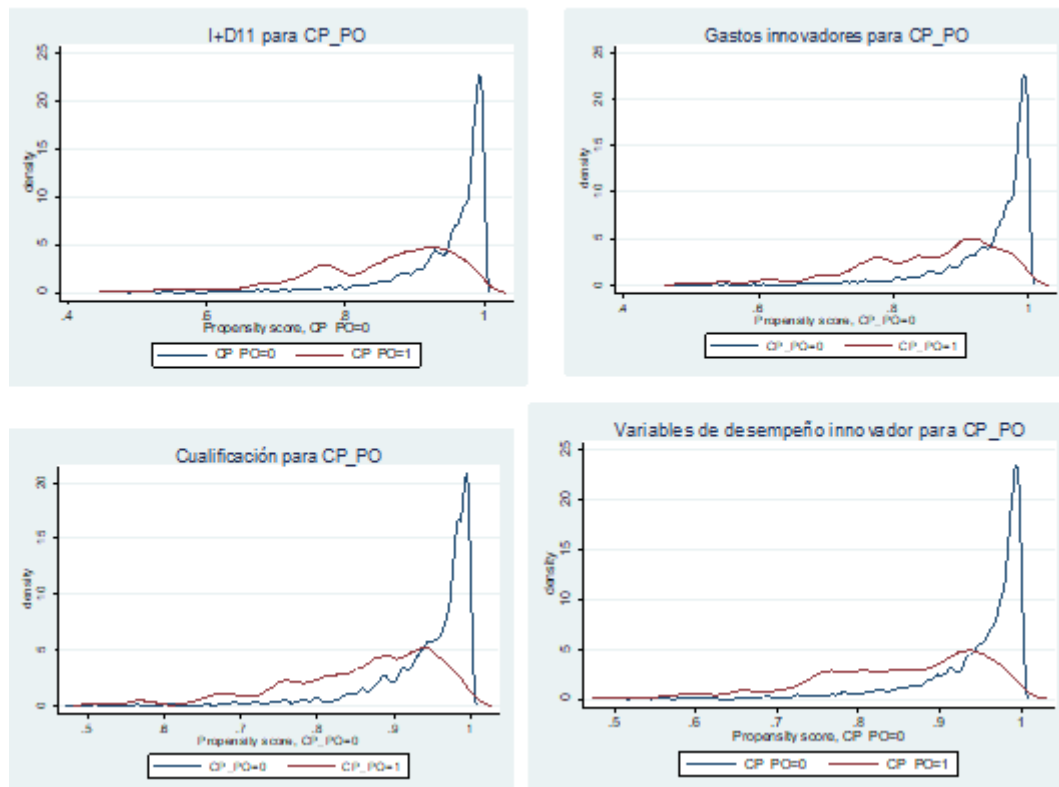 I+D11 para CP_PO
25
20
15
10
5
0
density
.4 .6 .8 1
Propensity score, CP_PO=0
CP_PO=0 CP_PO=1
Gastos innovadores para CP_PO
25
20
15
10
5
0
density
.4 .6 .8 1
Propensity score, CP_PO=0
CP_PO=0 CP_PO=1
Cualificación para CP_PO
20
15
10
5
0
density
.5 .6 .7 .8 .9 1
Propensity score, CP_PO=0
CP_PO=0 CP_PO=1
Variables de desempeño innovador para CP_PO
25
20
15
10
5
0
density
.5 .6 .7 .8 .9 1
Propensity score, CP_PO=0
CP_PO=0 CP_PO=1